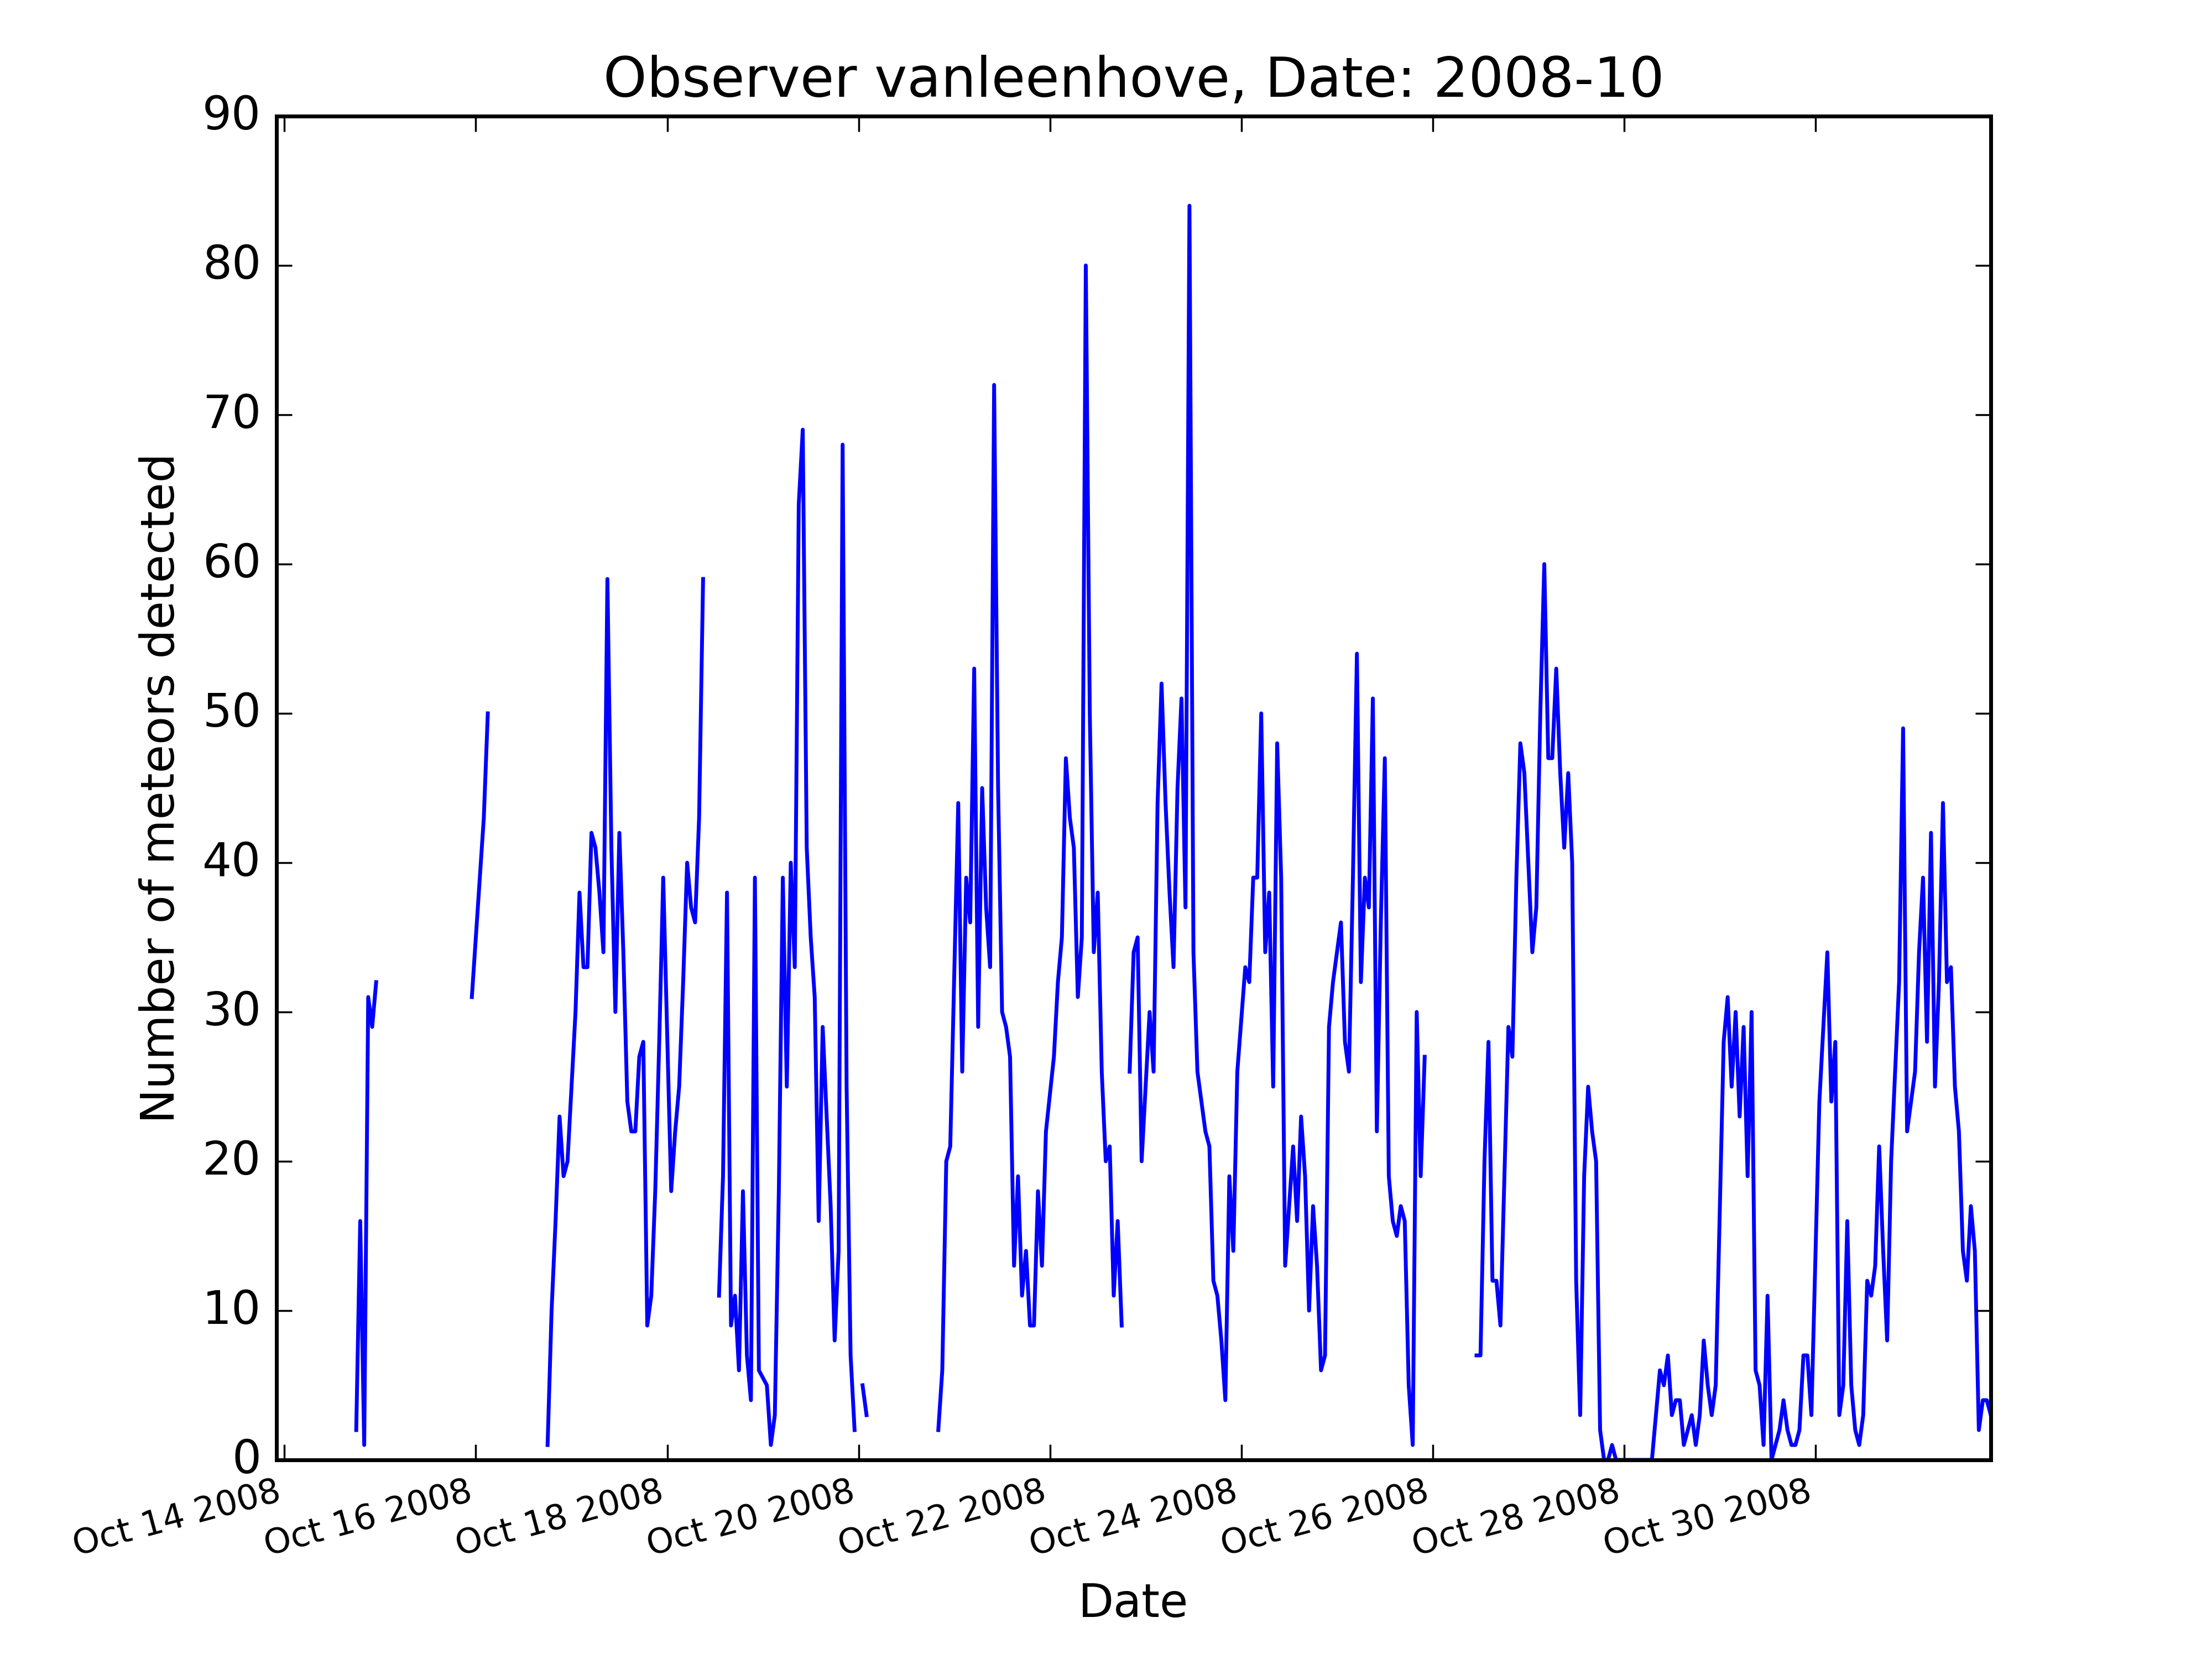 Observer vanleenhove, Date: 2008-10
90
80
70
60
50
40
30
20
10
0
Number of meteors detected
Oct 14 2008
Oct 16 2008
Oct 18 2008
Oct 20 2008
Oct 22 2008
Oct 24 2008
Oct 26 2008
Oct 28 2008
Oct 30 2008
Date